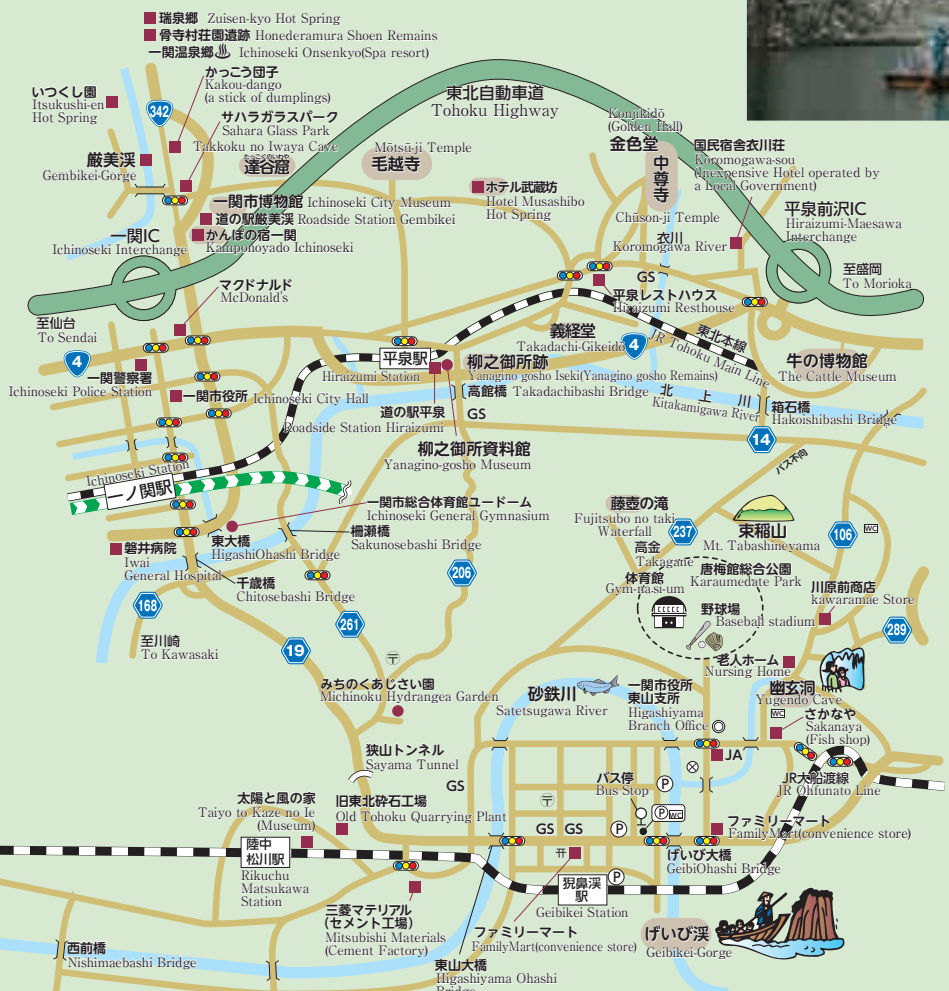 瑞泉郷 Zuisen-kyo Hot Spring
骨寺村荘園遺跡 Honederamura Shoen Remains
一関温泉郷 Ichinoseki Onsenkyo(Spa resort)
かっこう団子
Kakou-dango
(a stick of dumplings)
いつくし園
Itsukushi-en
Hot Spring
342
サハラガラスパーク
Sahara Glass Park
Takkoku no Iwaya Cave
達谷窟
厳美渓
Gembikei-Gorge
東北自動車道
Tohoku Highway
Mōtsū-ji Temple
毛越寺
Konjikidō
(Golden Hall)
金色堂
中尊寺
Chūson-ji Temple
国民宿舎衣川荘
Koromogawa-sou
(Inexpensive Hotel operated by
a Local Government)
ホテル武蔵坊
Hotel Musashibo
Hot Spring
一関市博物館 Ichinoseki City Museum
道の駅厳美渓 Roadside Station Gembikei
かんぽの宿一関
Kamponoyado Ichinoseki
一関IC
Ichinoseki Interchange
衣川
Koromogawa River
平泉前沢IC
Hiraizumi-Maesawa
Interchange
至盛岡
To Morioka
マクドナルド
McDonald's
至仙台
To Sendai
4
GS
平泉レストハウス
Hiraizumi Resthouse
義経堂
Takadachi-Gikeidō
4
東北本線
JR Tohoku Main Line
牛の博物館
The Cattle Museum
一関警察署
Ichinoseki Police Station
平泉駅
Hiraizumi Station
柳之御所跡
Yanagino gosho Iseki(Yanagino gosho Remains)
高館橋 Takadachibashi Bridge
GS
北上川
Kitakamigawa River
箱石橋
Hakoishibashi Bridge
一関市役所 Ichinoseki City Hall
道の駅平泉
Roadside Station Hiraizumi
柳之御所資料館
Yanagino-gosho Museum
14
バス不向
Ichinoseki Station
一ノ関駅
一関市総合体育館ユードーム
Ichinoseki General Gymnasium
東大橋
HigashiOhashi Bridge
柵瀬橋
Sakunosebashi Bridge
磐井病院
Iwai
General Hospital
千歳橋
Chitosebashi Bridge
168
至川崎
To Kawasaki
19
261
206
藤壺の滝
Fujitsubo no taki
Waterfall
237
束稲山
Mt. Tabashineyama
106
WC
高金
Takagane
体育館
Gym-na-si-um
唐梅館総合公園
Karaumedate Park
野球場
Baseball stadium
川原前商店
kawaramae Store
289
〒
みちのくあじさい園
Michinoku Hydrangea Garden
老人ホーム
Nursing Home
幽玄洞
Yugendo Cave
WC
さかなや
Sakanaya
(Fish shop)
砂鉄川
Satetsugawa River
一関市役所
東山支所
Higashiyama
Branch Office
JA
狭山トンネル
Sayama Tunnel
GS
バス停
Bus Stop
P
P WC
〒
JR大船渡線
JR Ohfunato Line
太陽と風の家
Taiyo to Kaze no Ie
(Museum)
旧東北砕石工場
Old Tohoku Quarrying Plant
GS GS
P
ファミリーマート
FamilyMart(convenience store)
陸中
松川駅
Rikuchu
Matsukawa
Station
げいび大橋
GeibiOhashi Bridge
猊鼻渓
駅
P
Geibikei Station
三菱マテリアル
(セメント工場)
Mitsubishi Materials
(Cement Factory)
ファミリーマート
FamilyMart(convenience store)
げいび渓
Geibikei-Gorge
西前橋
Nishimaebashi Bridge
東山大橋
Higashiyama Ohashi
Bridge